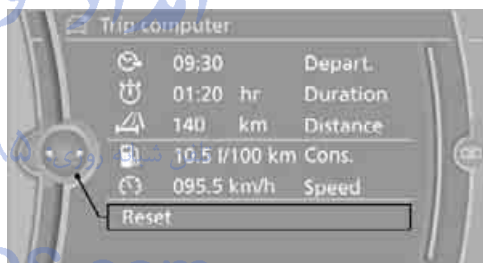 Trip computer
09:30 Depart.
01:20 hr Duration
140 km Distance
10.5 l/100 km Cons.
095.5 km/h Speed
Reset